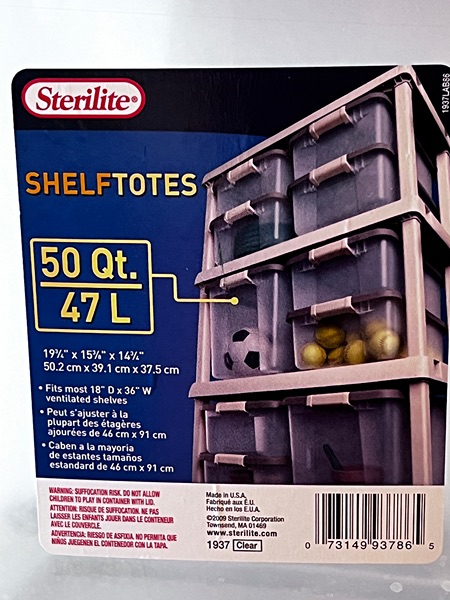 Sterilite®
1937LAB86
SHELFTOTES
50 Qt.
47 L
19¾" x 15⅜" x 14¾"
50.2 cm x 39.1 cm x 37.5 cm
• Fits most 18" D x 36" W
ventilated shelves
• Peut s'ajuster à la
plupart des étagères
ajourées de 46 cm x 91 cm
• Caben a la mayoria
de estantes tamaños
estandard de 46 cm x 91 cm
WARNING: SUFFOCATION RISK. DO NOT ALLOW
CHILDREN TO PLAY IN CONTAINER WITH LID.
ATTENTION: RISQUE DE SUFFOCATION. NE PAS
LAISSER LES ENFANTS JOUER DANS LE CONTENEUR
AVEC LE COUVERCLE.
ADVERTENCIA: RIESGO DE ASFIXIA. NO PERMITA QUE
NIÑOS JUEGUEN EL CONTENEDOR CON LA TAPA.
Made in U.S.A.
Fabriqué aux É.U.
Hecho en los E.U.A.
©2009 Sterilite Corporation
Townsend, MA 01469
www.sterilite.com
1937 Clear
0 73149 93786 5